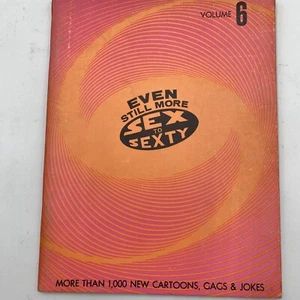 VOLUME 6
EVEN
STILL MORE
SEX
TO
SEXTY
MORE THAN 1,000 NEW CARTOONS, GAGS & JOKES